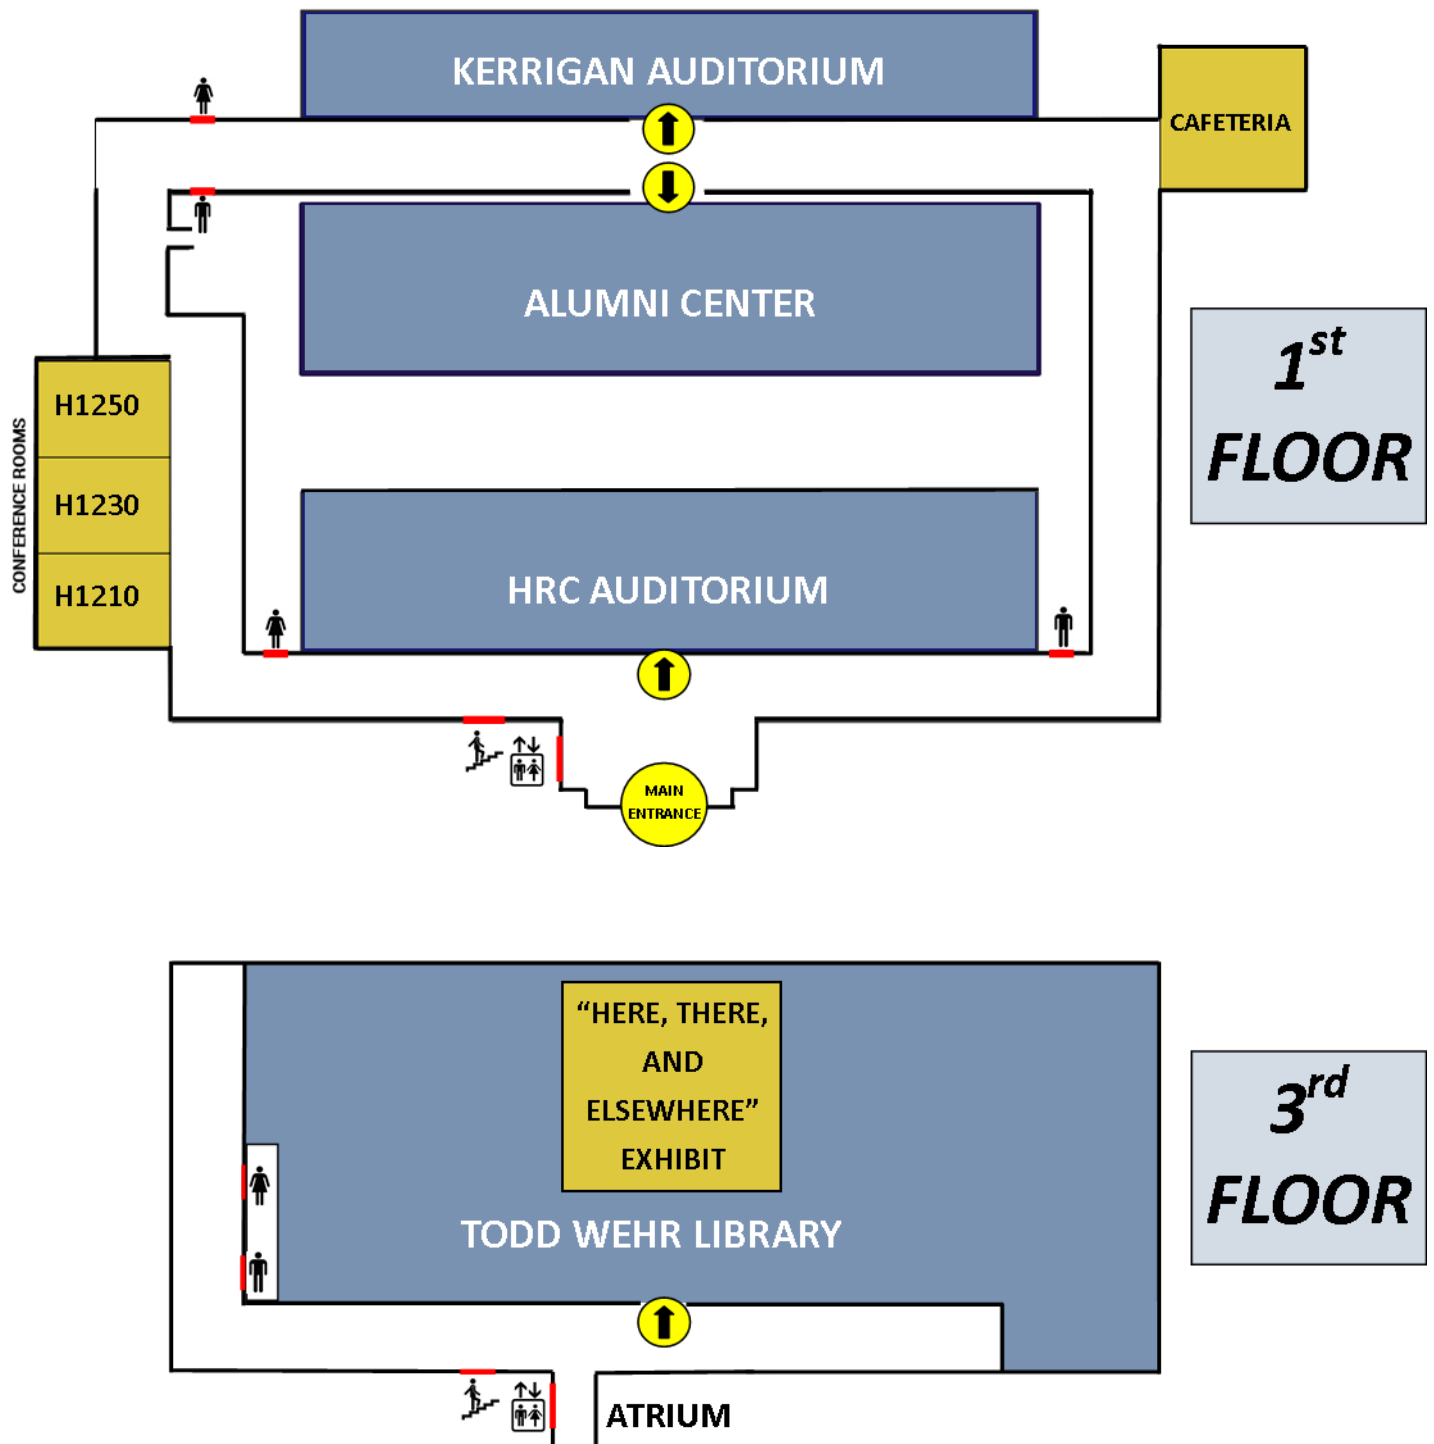 KERRIGAN AUDITORIUM
CAFETERIA
ALUMNI CENTER
1st
FLOOR
CONFERENCE ROOMS
H1250
H1230
H1210
HRC AUDITORIUM
MAIN
ENTRANCE
“HERE, THERE,
AND
ELSEWHERE”
EXHIBIT
TODD WEHR LIBRARY
3rd
FLOOR
ATRIUM